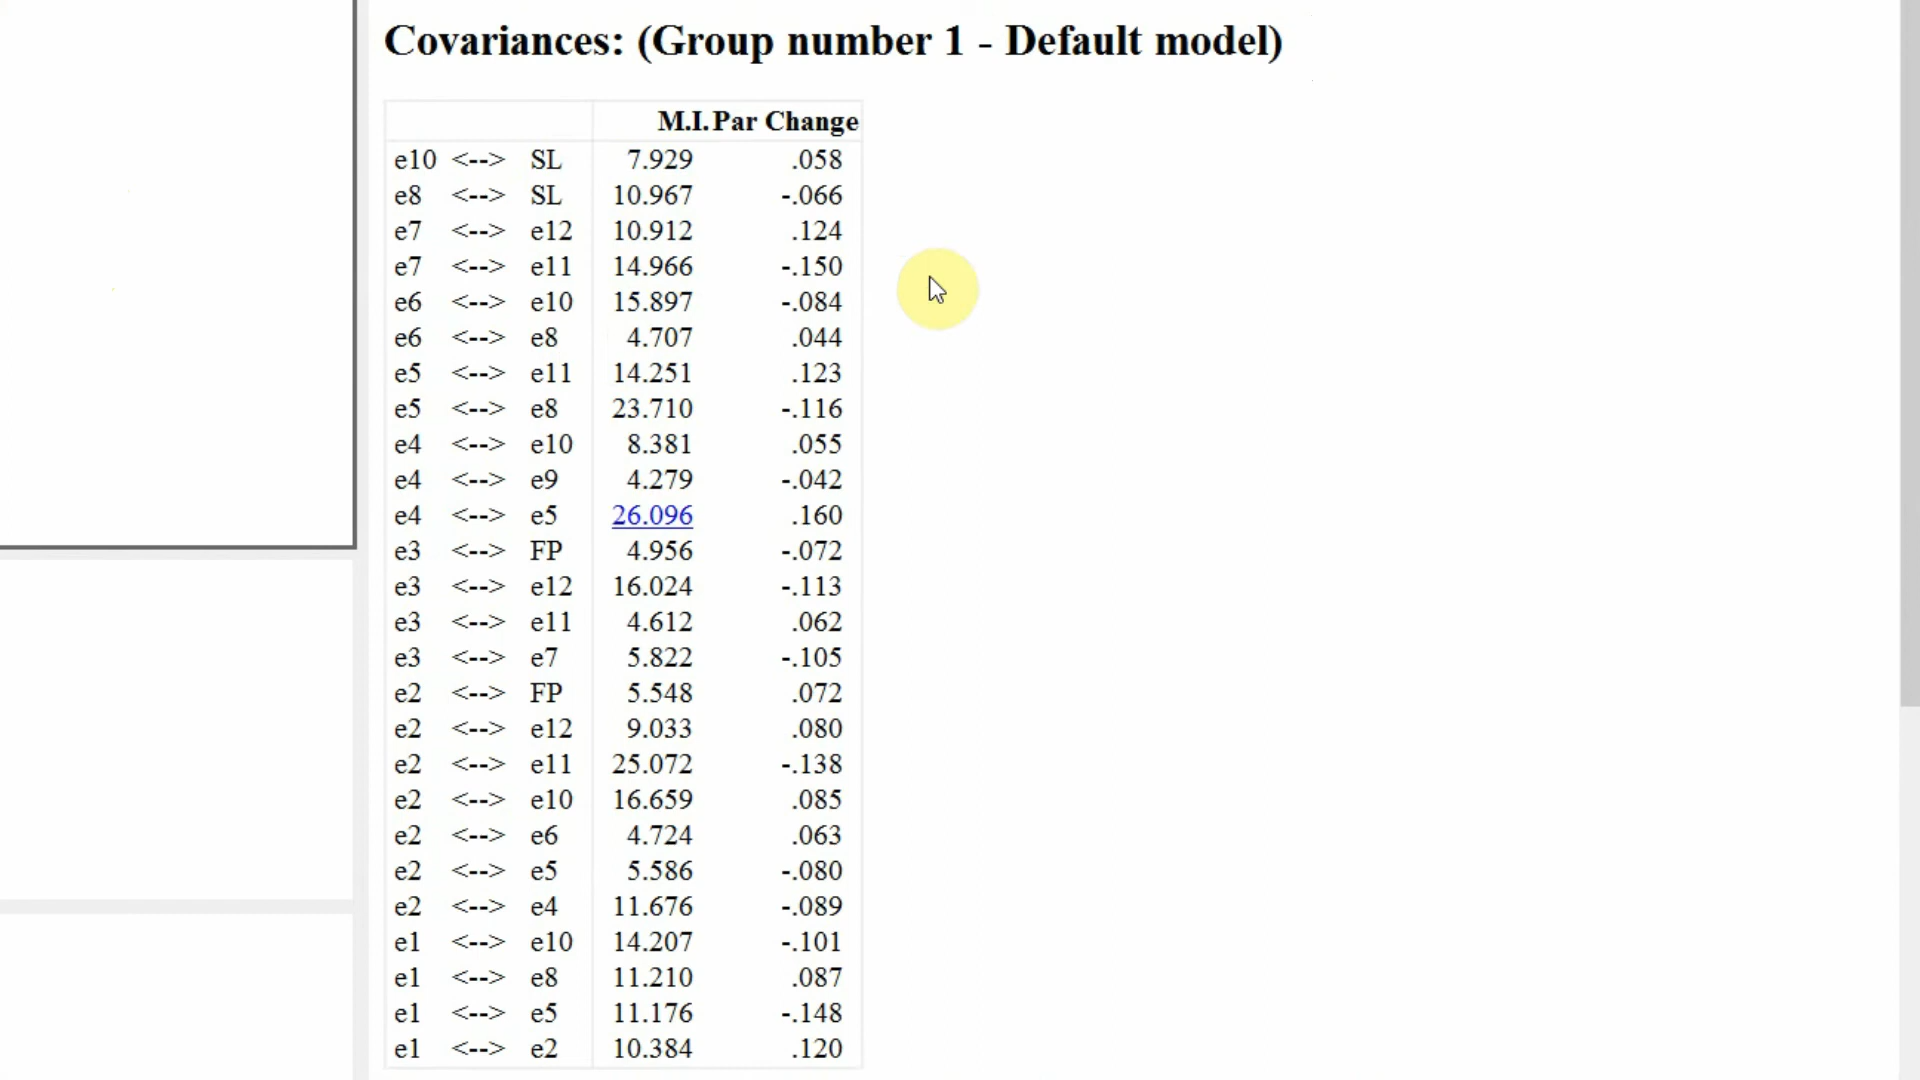 Covariances: (Group number 1 - Default model)
M.I. Par Change
e10 <--> SL 7.929 .058
e8 <--> SL 10.967 -.066
e7 <--> e12 10.912 .124
e7 <--> e11 14.966 -.150
e6 <--> e10 15.897 -.084
e6 <--> e8 4.707 .044
e5 <--> e11 14.251 .123
e5 <--> e8 23.710 -.116
e4 <--> e10 8.381 .055
e4 <--> e9 4.279 -.042
e4 <--> e5 26.096 .160
e3 <--> FP 4.956 -.072
e3 <--> e12 16.024 -.113
e3 <--> e11 4.612 .062
e3 <--> e7 5.822 -.105
e2 <--> FP 5.548 .072
e2 <--> e12 9.033 .080
e2 <--> e11 25.072 -.138
e2 <--> e10 16.659 .085
e2 <--> e6 4.724 .063
e2 <--> e5 5.586 -.080
e2 <--> e4 11.676 -.089
e1 <--> e10 14.207 -.101
e1 <--> e8 11.210 .087
e1 <--> e5 11.176 -.148
e1 <--> e2 10.384 .120